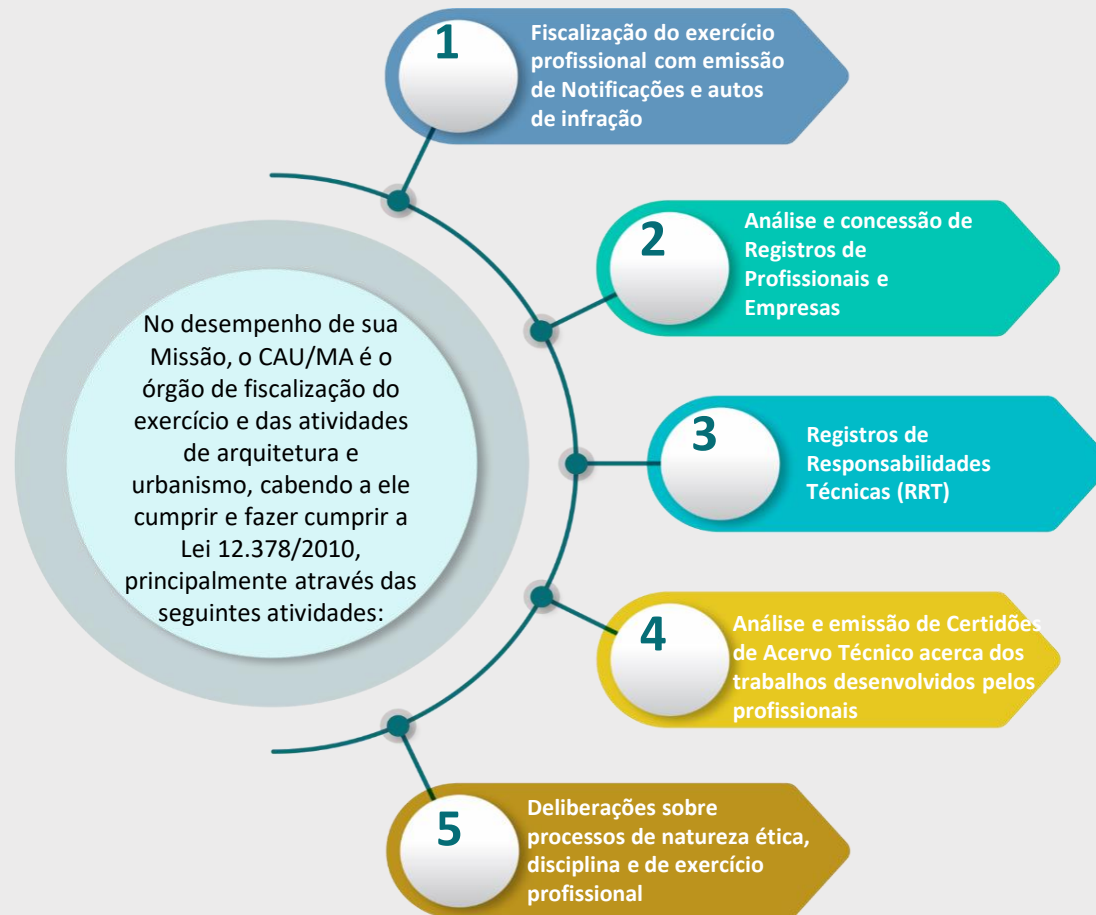 No desempenho de sua
Missão, o CAU/MA é o
órgão de fiscalização do
exercício e das atividades
de arquitetura e
urbanismo, cabendo a ele
cumprir e fazer cumprir a
Lei 12.378/2010,
principalmente através das
seguintes atividades:
1
Fiscalização do exercício
profissional com emissão
de Notificações e autos
de infração
2
Análise e concessão de
Registros de
Profissionais e
Empresas
3
Registros de
Responsabilidades
Técnicas (RRT)
4
Análise e emissão de Certidões
de Acervo Técnico acerca dos
trabalhos desenvolvidos pelos
profissionais
5
Deliberações sobre
processos de natureza ética,
disciplina e de exercício
profissional